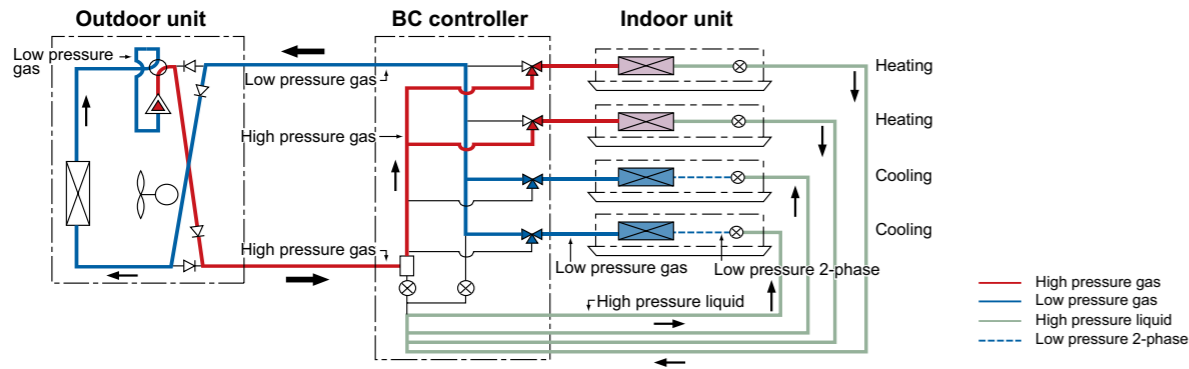 Outdoor unit
BC controller
Indoor unit
Low pressure
gas
Low pressure gas
Heating
High pressure gas
Heating
Cooling
Cooling
High pressure gas
Low pressure gas
Low pressure 2-phase
High pressure liquid
High pressure gas
Low pressure gas
High pressure liquid
Low pressure 2-phase